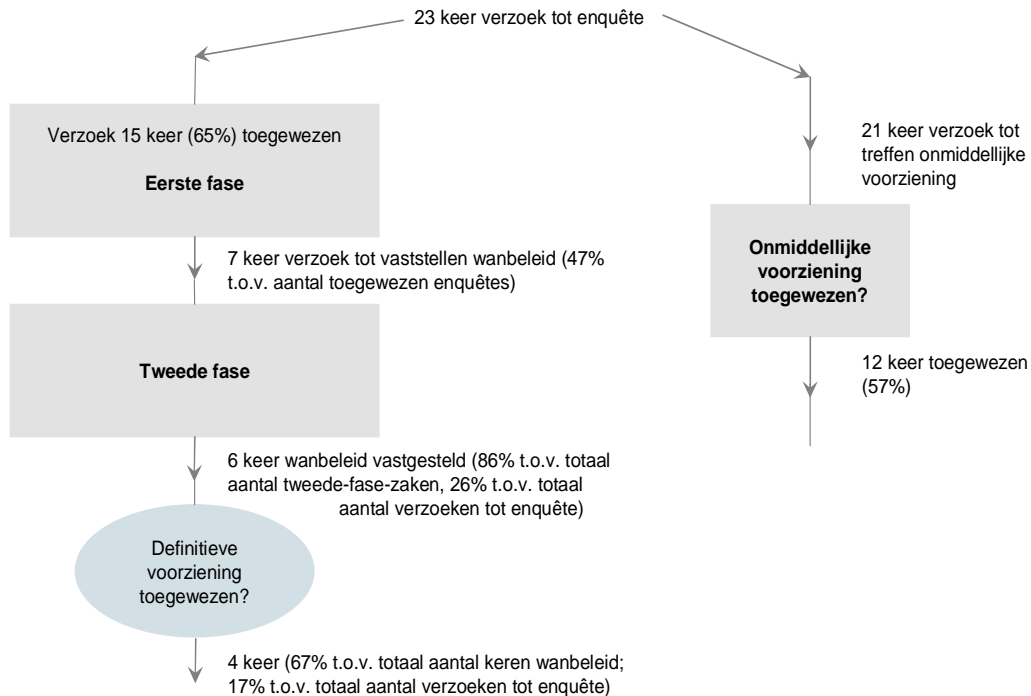 23 keer verzoek tot enquête
Verzoek 15 keer (65%) toegewezen
Eerste fase
7 keer verzoek tot vaststellen wanbeleid (47%
t.o.v. aantal toegewezen enquêtes)
Tweede fase
6 keer wanbeleid vastgesteld (86% t.o.v. totaal
aantal tweede-fase-zaken, 26% t.o.v. totaal
aantal verzoeken tot enquête)
Definitieve
voorziening
toegewezen?
4 keer (67% t.o.v. totaal aantal keren wanbeleid;
17% t.o.v. totaal aantal verzoeken tot enquête)
21 keer verzoek tot
treffen onmiddellijke
voorziening
Onmiddellijke
voorziening
toegewezen?
12 keer toegewezen
(57%)